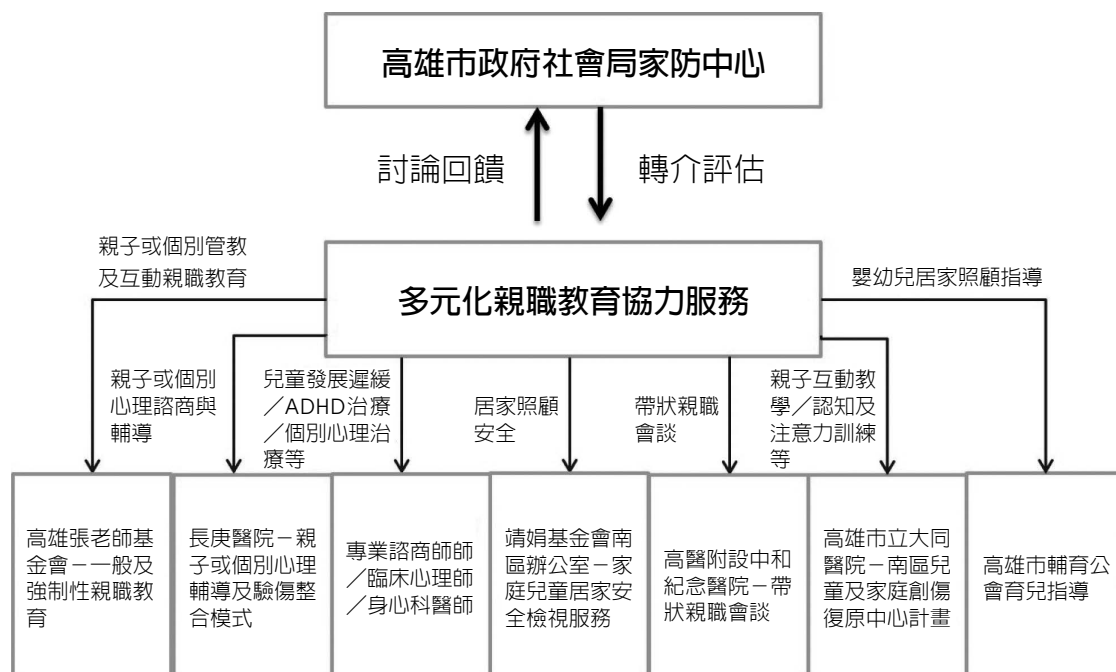 高雄市政府社會局家防中心
討論回饋
轉介評估
親子或個別管教
及互動親職教育
多元化親職教育協力服務
嬰幼兒居家照顧指導
親子或個別
心理諮商與
輔導
兒童發展遲緩
／ADHD治療
／個別心理治
療等
居家照顧
安全
帶狀親職
會談
親子互動教
學／認知及
注意力訓練
等
高雄張老師基
金會－一般及
強制性親職教
育
長庚醫院－親
子或個別心理
輔導及驗傷整
合模式
專業諮商師師
／臨床心理師
／身心科醫師
靖娟基金會南
區辦公室－家
庭兒童居家安
全檢視服務
高醫附設中和
紀念醫院－帶
狀親職會談
高雄市立大同
醫院－南區兒
童及家庭創傷
復原中心計畫
高雄市輔育公
會育兒指導